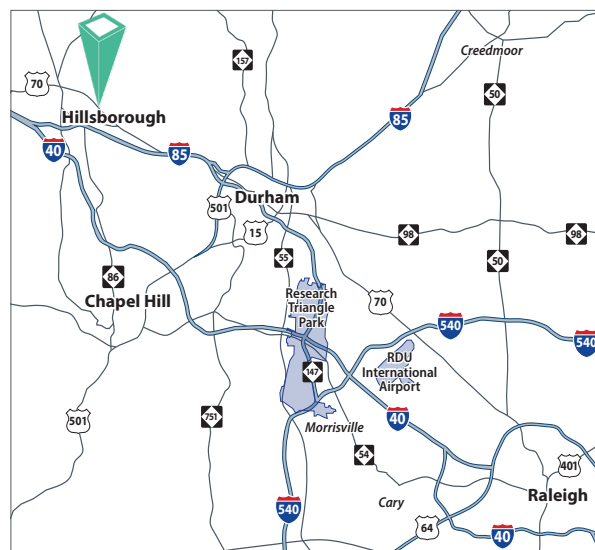 Creedmoor
157
70
50
Hillsborough
85
40
85
Durham
501
15
98
98
55
50
86
Research
Triangle
Park
70
Chapel Hill
540
540
RDU
International
Airport
147
751
40
501
Morrisville
54
401
Raleigh
Cary
540
64
40